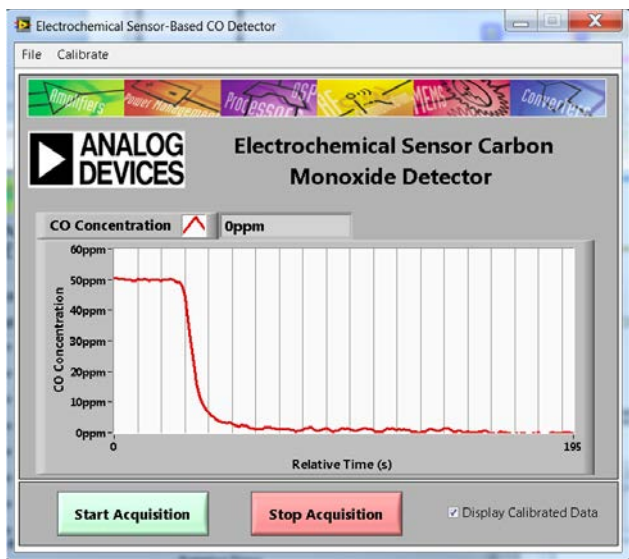 Electrochemical Sensor-Based CO Detector
File Calibrate
Amplifiers Power Management Processor DSP MEMS Converters
ANALOG
DEVICES
Electrochemical Sensor Carbon
Monoxide Detector
CO Concentration 0ppm
60ppm
50ppm
40ppm
30ppm
20ppm
10ppm
0ppm
CO Concentration
0 195
Relative Time (s)
Start Acquisition Stop Acquisition Display Calibrated Data